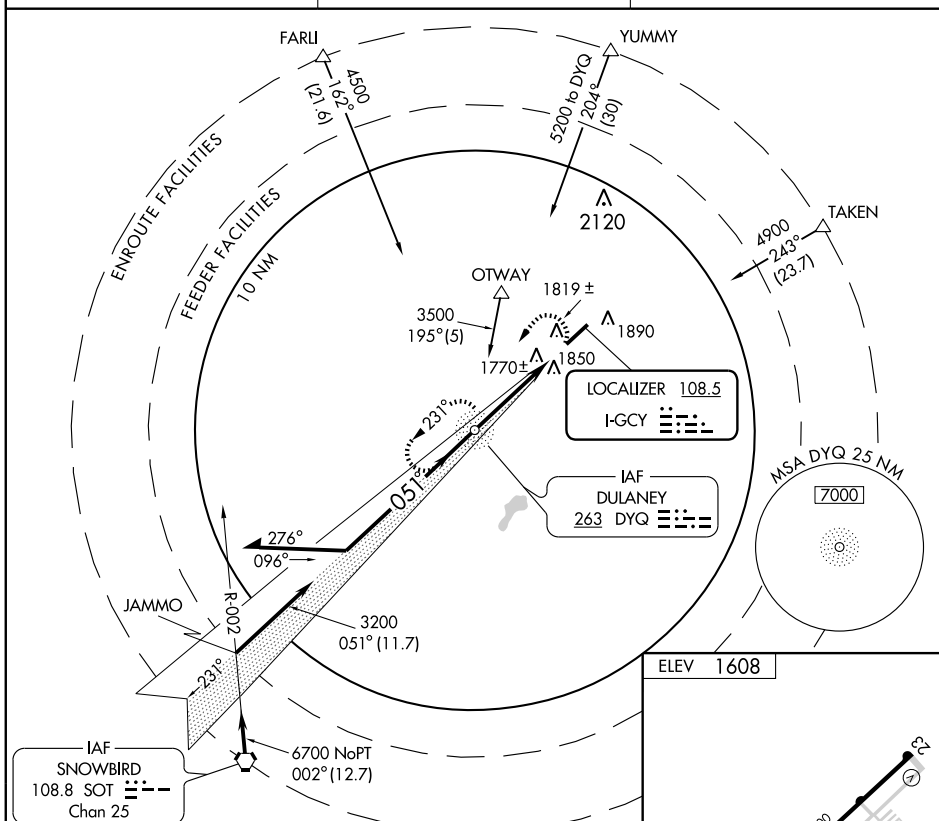 FARLI
4500
162°
(21.6)
YUMMY
5200 to DYQ
204°
(30)
ENROUTE FACILITIES
FEEDER FACILITIES
10 NM
2120
TAKEN
4900
243°
(23.7)
OTWAY
3500
195° (5)
1819 ±
1890
1770 ±
1850
LOCALIZER 108.5
I-GCY
231°
051°
IAF
DULANEY
263 DYQ
MSA DYQ 25 NM
7000
276°
096°
JAMMO
R-002
3200
051° (11.7)
231°
IAF
SNOWBIRD
108.8 SOT
Chan 25
6700 NoPT
002° (12.7)
ELEV 1608
23
V